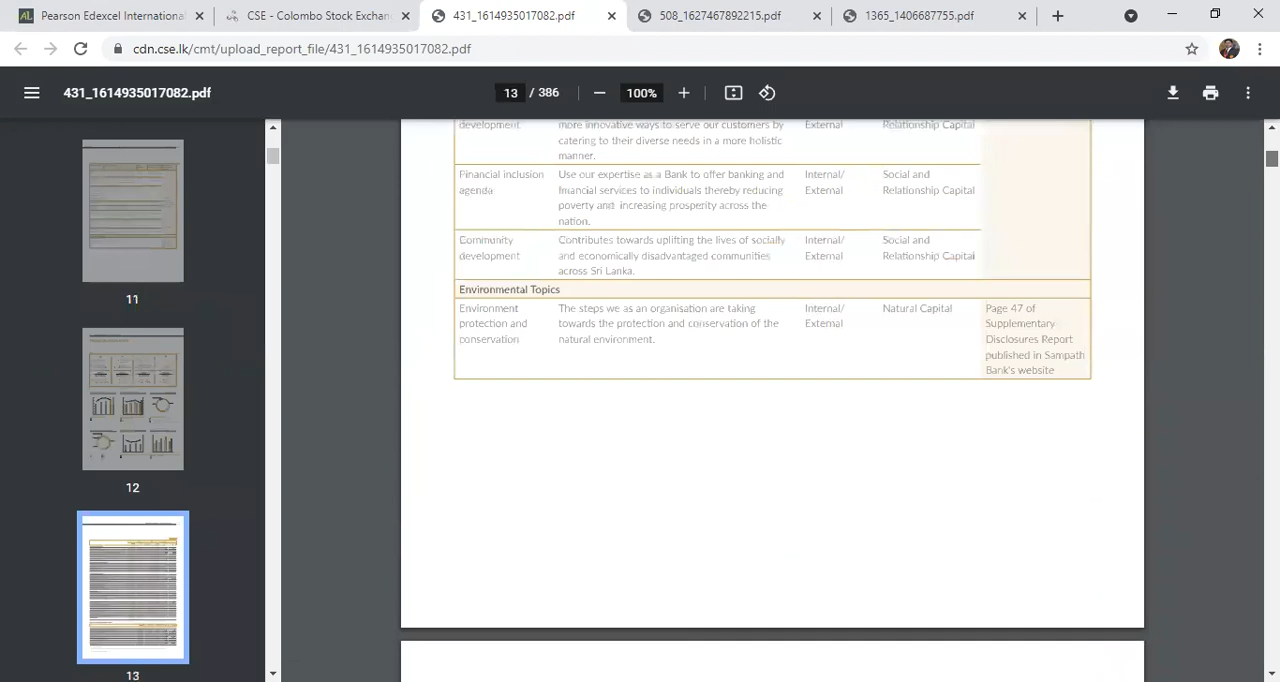 Pearson Edexcel International
CSE - Colombo Stock Exchan
431_1614935017082.pdf
508_1627467892215.pdf
1365_1406687755.pdf
cdn.cse.lk/cmt/upload_report_file/431_1614935017082.pdf
431_1614935017082.pdf
13 / 386
100%
development more innovative ways to serve our customers by External Relationship Capital
catering to their diverse needs in a more holistic
manner.
Financial inclusion Use our expertise as a Bank to offer banking and Internal/ Social and
agenda financial services to individuals thereby reducing External Relationship Capital
poverty and increasing prosperity across the
nation.
Community Contributes towards uplifting the lives of socially Internal/ Social and
development and economically disadvantaged communities External Relationship Capital
across Sri Lanka.
Environmental Topics
Environment The steps we as an organisation are taking Internal/ Natural Capital Page 47 of
protection and towards the protection and conservation of the External Supplementary
conservation natural environment. Disclosures Report
published in Sampath
Bank's website
11
12
13